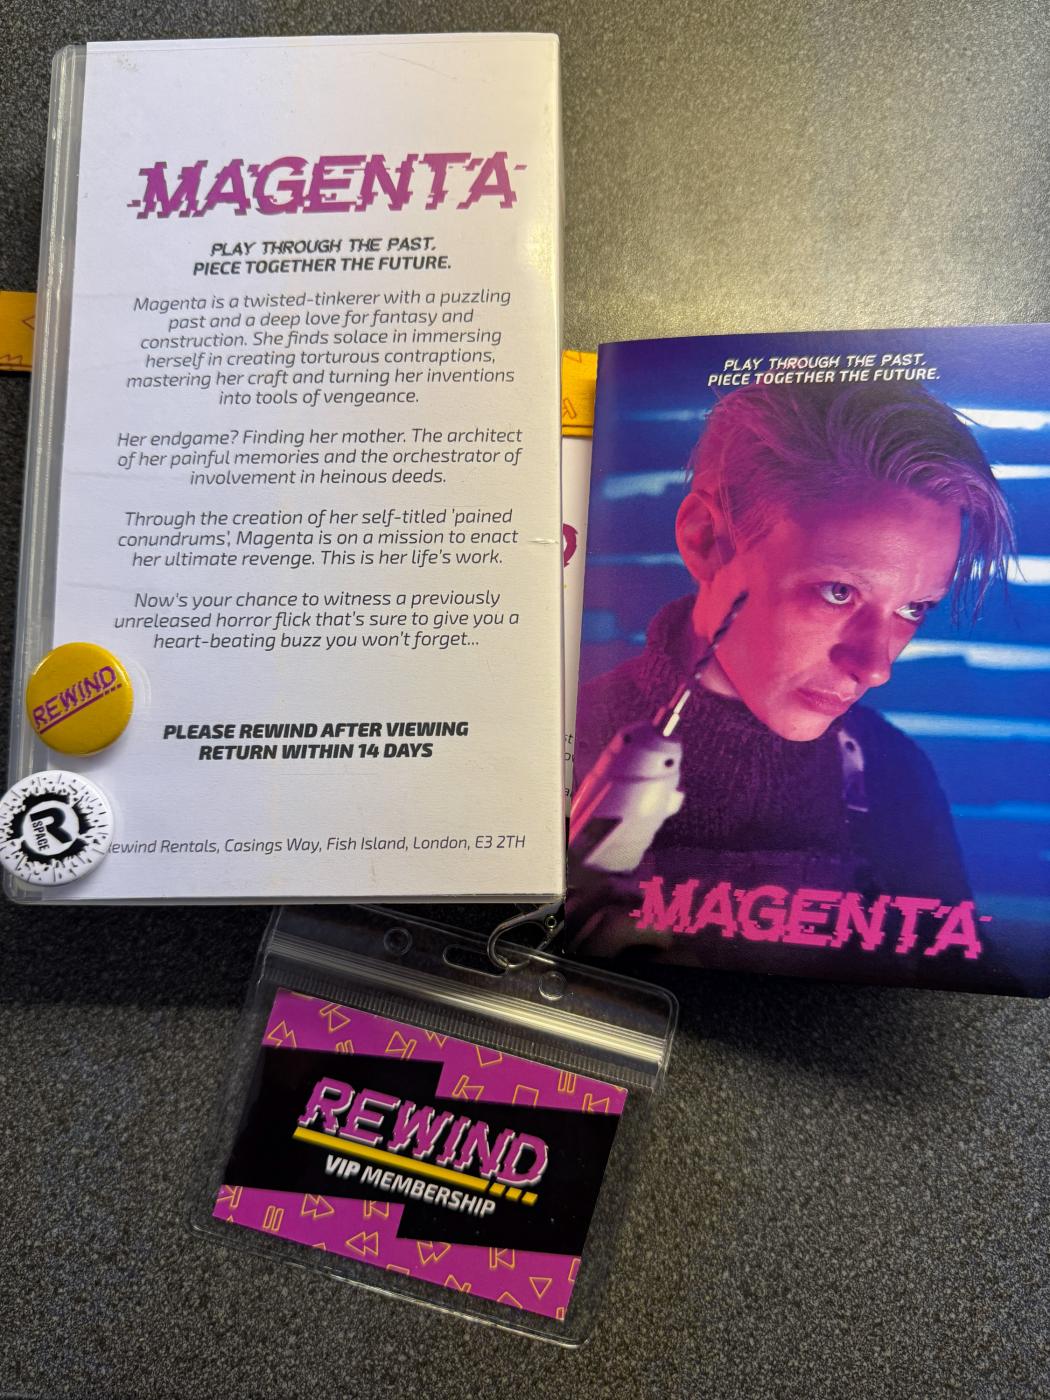 MAGENTA
PLAY THROUGH THE PAST.
PIECE TOGETHER THE FUTURE.
Magenta is a twisted-tinkerer with a puzzling
past and a deep love for fantasy and
construction. She finds solace in immersing
herself in creating torturous contraptions,
mastering her craft and turning her inventions
into tools of vengeance.
Her endgame? Finding her mother. The architect
of her painful memories and the orchestrator of
involvement in heinous deeds.
Through the creation of her self-titled 'pained
conundrums', Magenta is on a mission to enact
her ultimate revenge. This is her life's work.
Now's your chance to witness a previously
unreleased horror flick that's sure to give you a
heart-beating buzz you won't forget...
PLEASE REWIND AFTER VIEWING
RETURN WITHIN 14 DAYS
ewind Rentals, Casings Way, Fish Island, London, E3 2TH
REWIND
R
SPACE
PLAY THROUGH THE PAST.
PIECE TOGETHER THE FUTURE.
MAGENTA
REWIND
VIP MEMBERSHIP